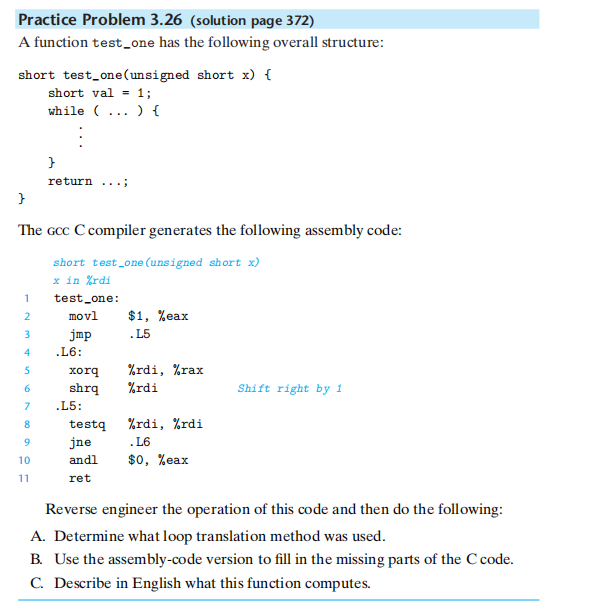 Practice Problem 3.26 (solution page 372)
A function test_one has the following overall structure:
short test_one(unsigned short x) {
short val = 1;
while ( ... ) {
.
.
.
}
return ...;
}
The GCC C compiler generates the following assembly code:
short test_one(unsigned short x)
x in %rdi
1 test_one:
2 movl $1, %eax
3 jmp .L5
4 .L6:
5 xorq %rdi, %rax
6 shrq %rdi Shift right by 1
7 .L5:
8 testq %rdi, %rdi
9 jne .L6
10 andl $0, %eax
11 ret
Reverse engineer the operation of this code and then do the following:
A. Determine what loop translation method was used.
B. Use the assembly-code version to fill in the missing parts of the C code.
C. Describe in English what this function computes.